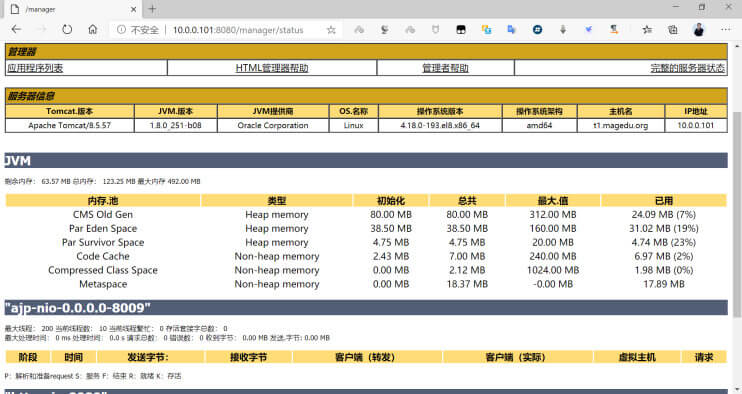 /manager
不安全 | 10.0.0.101:8080/manager/status
管理器
应用程序列表 HTML管理器帮助 管理者帮助 完整的服务器状态
服务器信息
Tomcat.版本 JVM.版本 JVM提供商 OS.名称 操作系统版本 操作系统架构 主机名 IP地址
Apache Tomcat/8.5.57 1.8.0_251-b08 Oracle Corporation Linux 4.18.0-193.el8.x86_64 amd64 t1.magedu.org 10.0.0.101
JVM
剩余内存： 63.57 MB 总内存： 123.25 MB 最大内存 492.00 MB
内存.池 类型 初始化 总共 最大.值 已用
CMS Old Gen Heap memory 80.00 MB 80.00 MB 312.00 MB 24.09 MB (7%)
Par Eden Space Heap memory 38.50 MB 38.50 MB 160.00 MB 31.02 MB (19%)
Par Survivor Space Heap memory 4.75 MB 4.75 MB 20.00 MB 4.74 MB (23%)
Code Cache Non-heap memory 2.43 MB 7.00 MB 240.00 MB 6.97 MB (2%)
Compressed Class Space Non-heap memory 0.00 MB 2.12 MB 1024.00 MB 1.98 MB (0%)
Metaspace Non-heap memory 0.00 MB 18.37 MB -0.00 MB 17.89 MB
"ajp-nio-0.0.0.0-8009"
最大线程： 200 当前线程数： 10 当前线程繁忙： 0 存活套接字总数： 0
最大处理时间： 0 ms 处理时间： 0.0 s 请求总数： 0 错误数： 0 收到字节： 0.00 MB 发送.字节: 0.00 MB
阶段 时间 发送字节： 接收字节 客户端（转发） 客户端（实际） 虚拟主机 请求
P： 解析和准备request S： 服务 F： 结束 R： 就绪 K： 存活